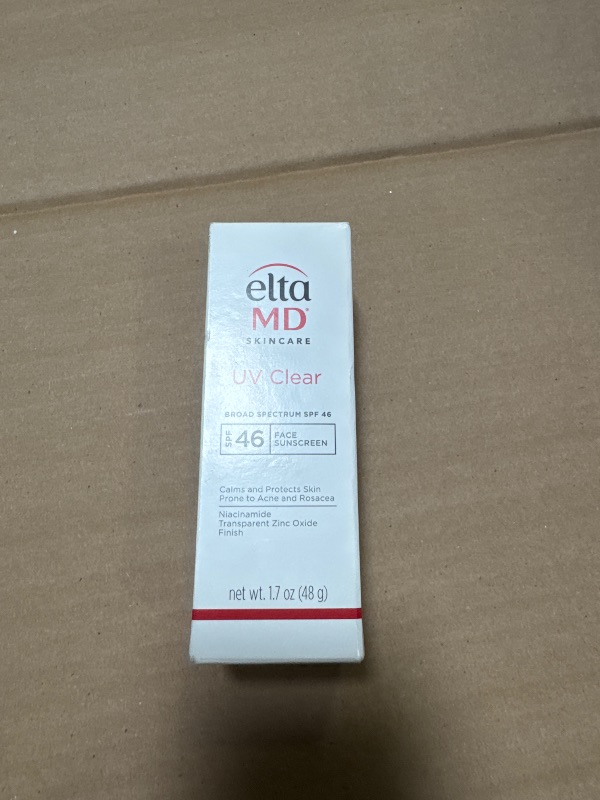 elta
MD®
SKINCARE
UV Clear
BROAD SPECTRUM SPF 46
SPF 46 FACE
SUNSCREEN
Calms and Protects Skin
Prone to Acne and Rosacea
Niacinamide
Transparent Zinc Oxide
Finish
net wt. 1.7 oz (48 g)